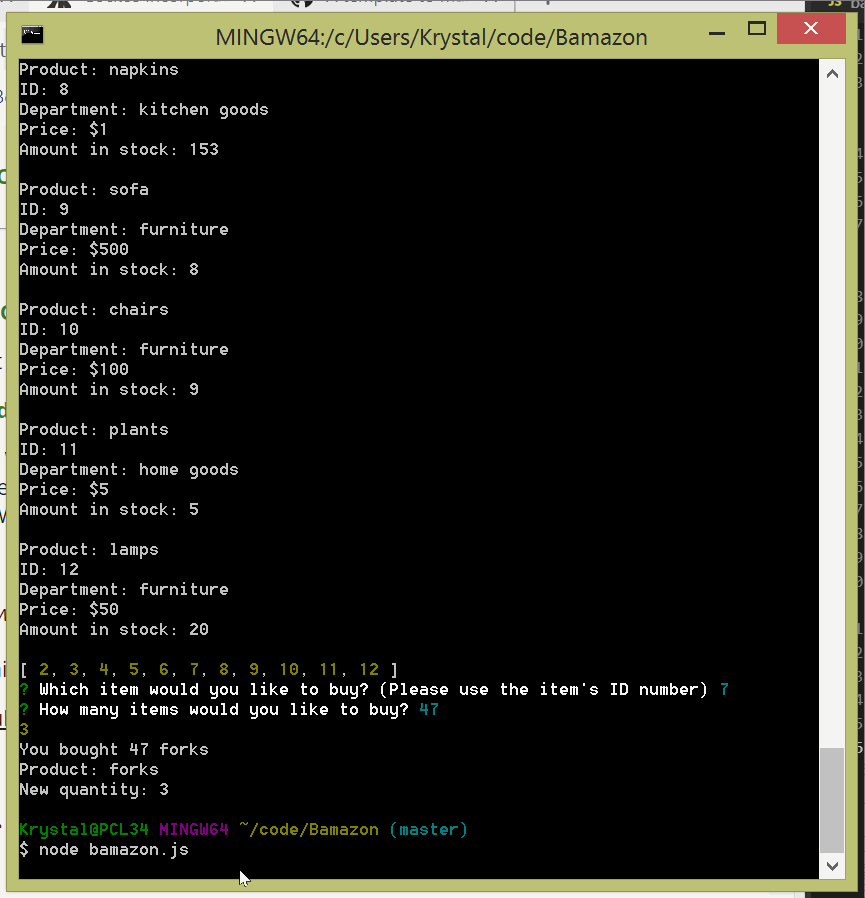 MINGW64:/c/Users/Krystal/code/Bamazon
Product: napkins
ID: 8
Department: kitchen goods
Price: $1
Amount in stock: 153
Product: sofa
ID: 9
Department: furniture
Price: $500
Amount in stock: 8
Product: chairs
ID: 10
Department: furniture
Price: $100
Amount in stock: 9
Product: plants
ID: 11
Department: home goods
Price: $5
Amount in stock: 5
Product: lamps
ID: 12
Department: furniture
Price: $50
Amount in stock: 20
[ 2, 3, 4, 5, 6, 7, 8, 9, 10, 11, 12 ]
? Which item would you like to buy? (Please use the item's ID number) 7
? How many items would you like to buy? 47
3
You bought 47 forks
Product: forks
New quantity: 3
Krystal@PCL34 MINGW64 ~/code/Bamazon (master)
$ node bamazon.js